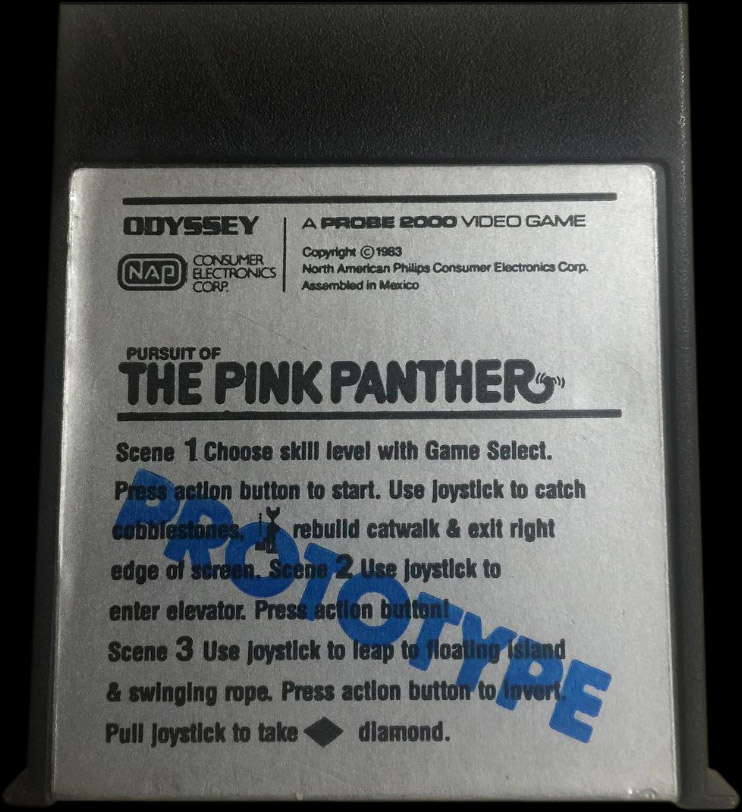 ODYSSEY
A PROBE 2000 VIDEO GAME
NAP CONSUMER
ELECTRONICS
CORP.
Copyright ©1983
North American Philips Consumer Electronics Corp.
Assembled in Mexico
PURSUIT OF
THE PINK PANTHER
Scene 1 Choose skill level with Game Select.
Press action button to start. Use joystick to catch
cobblestones, rebuild catwalk & exit right
edge of screen. Scene 2 Use joystick to
enter elevator. Press action button!
Scene 3 Use joystick to leap to floating island
& swinging rope. Press action button to invert.
Pull joystick to take ◆ diamond.
PROTOTYPE